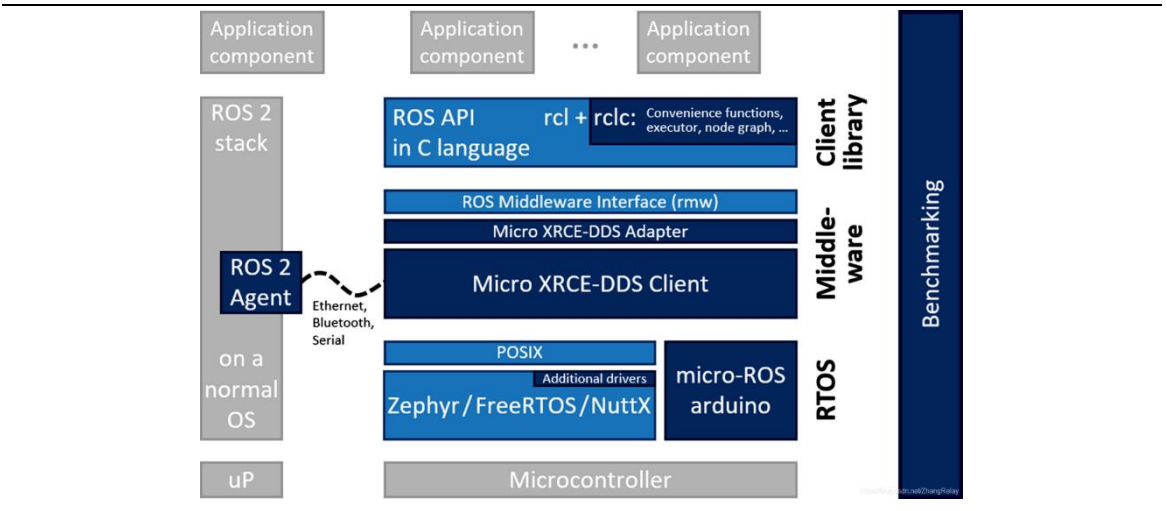 Application
component
Application
component
...
Application
component
ROS 2
stack
ROS API
in C language
rcl + rclc:
Convenience functions,
executor, node graph, ...
Client
library
ROS Middleware Interface (rmw)
Micro XRCE-DDS Adapter
Micro XRCE-DDS Client
Middle-
ware
ROS 2
Agent
Ethernet,
Bluetooth,
Serial
on a
normal
OS
POSIX
Additional drivers
Zephyr/FreeRTOS/NuttX
micro-ROS
arduino
RTOS
uP
Microcontroller
Benchmarking